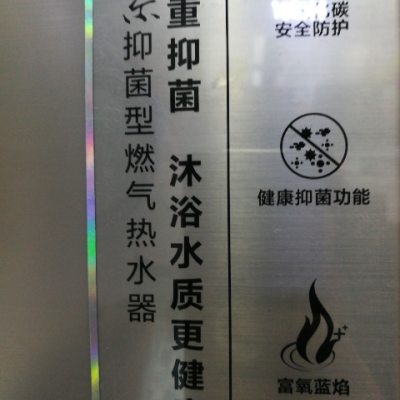 重抑菌 沐浴水质更健
抑菌型燃气热水器
化碳
安全防护
健康抑菌功能
富氧蓝焰